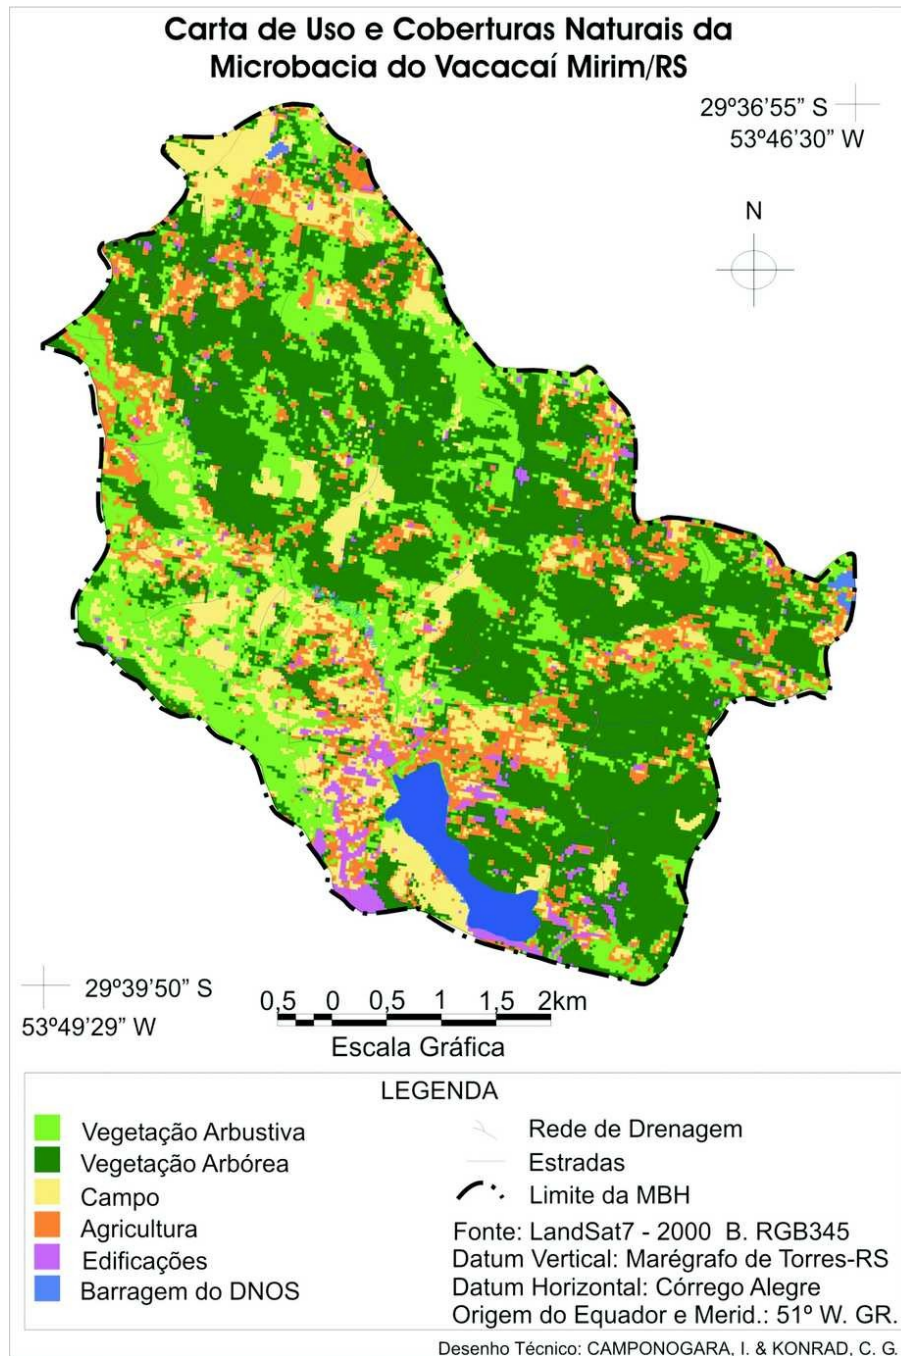 Carta de Uso e Coberturas Naturais da
Microbacia do Vacacaí Mirim/RS
29º36'55” S
53º46'30” W
N
29º39'50” S
53º49'29” W
0,5 0 0,5 1 1,5 2km
Escala Gráfica
LEGENDA
Vegetação Arbustiva
Vegetação Arbórea
Campo
Agricultura
Edificações
Barragem do DNOS
Rede de Drenagem
Estradas
Limite da MBH
Fonte: LandSat7 - 2000 B. RGB345
Datum Vertical: Marégrafo de Torres-RS
Datum Horizontal: Córrego Alegre
Origem do Equador e Merid.: 51º W. GR.
Desenho Técnico: CAMPONOGARA, I. & KONRAD, C. G.